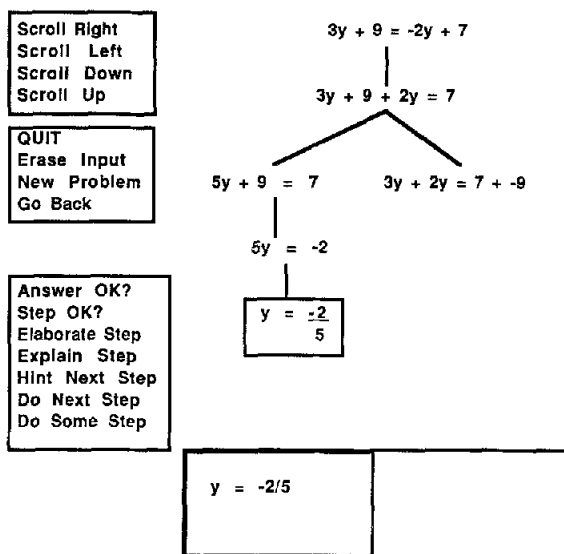 Scroll Right
Scroll Left
Scroll Down
Scroll Up
QUIT
Erase Input
New Problem
Go Back
Answer OK?
Step OK?
Elaborate Step
Explain Step
Hint Next Step
Do Next Step
Do Some Step
3y + 9 = -2y + 7
3y + 9 + 2y = 7
5y + 9 = 7
3y + 2y = 7 + -9
5y = -2
y = -2
5
y = -2/5